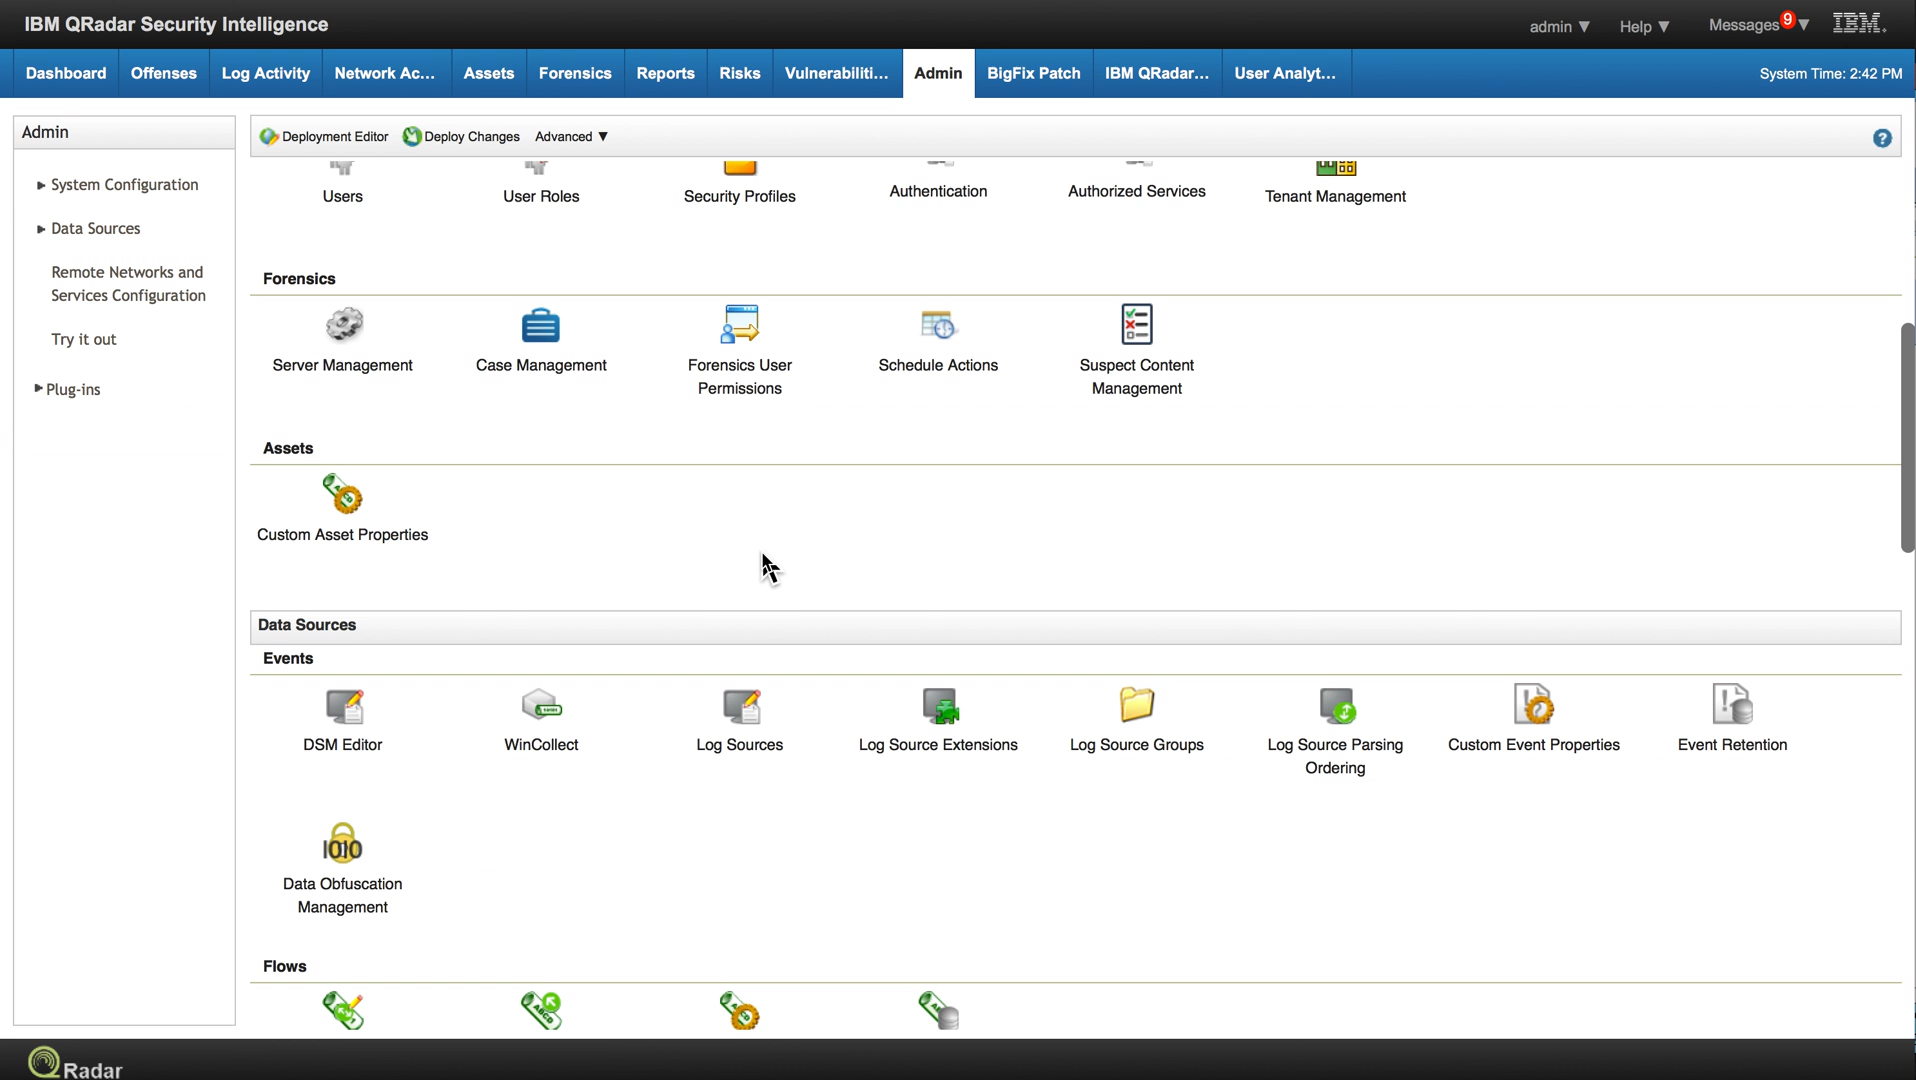 IBM QRadar Security Intelligence
admin ▼ Help ▼ Messages 9 ▼ IBM
Dashboard Offenses Log Activity Network Ac... Assets Forensics Reports Risks Vulnerabiliti... Admin BigFix Patch IBM QRadar... User Analyt... System Time: 2:42 PM
Admin
System Configuration
Data Sources
Remote Networks and
Services Configuration
Try it out
Plug-ins
Deployment Editor Deploy Changes Advanced ▼ ?
Users User Roles Security Profiles Authentication Authorized Services Tenant Management
Forensics
Server Management Case Management Forensics User Schedule Actions Suspect Content
Permissions Management
Assets
Custom Asset Properties
Data Sources
Events
DSM Editor WinCollect Log Sources Log Source Extensions Log Source Groups Log Source Parsing Custom Event Properties Event Retention
Ordering
1010
Data Obfuscation
Management
Flows
QRadar